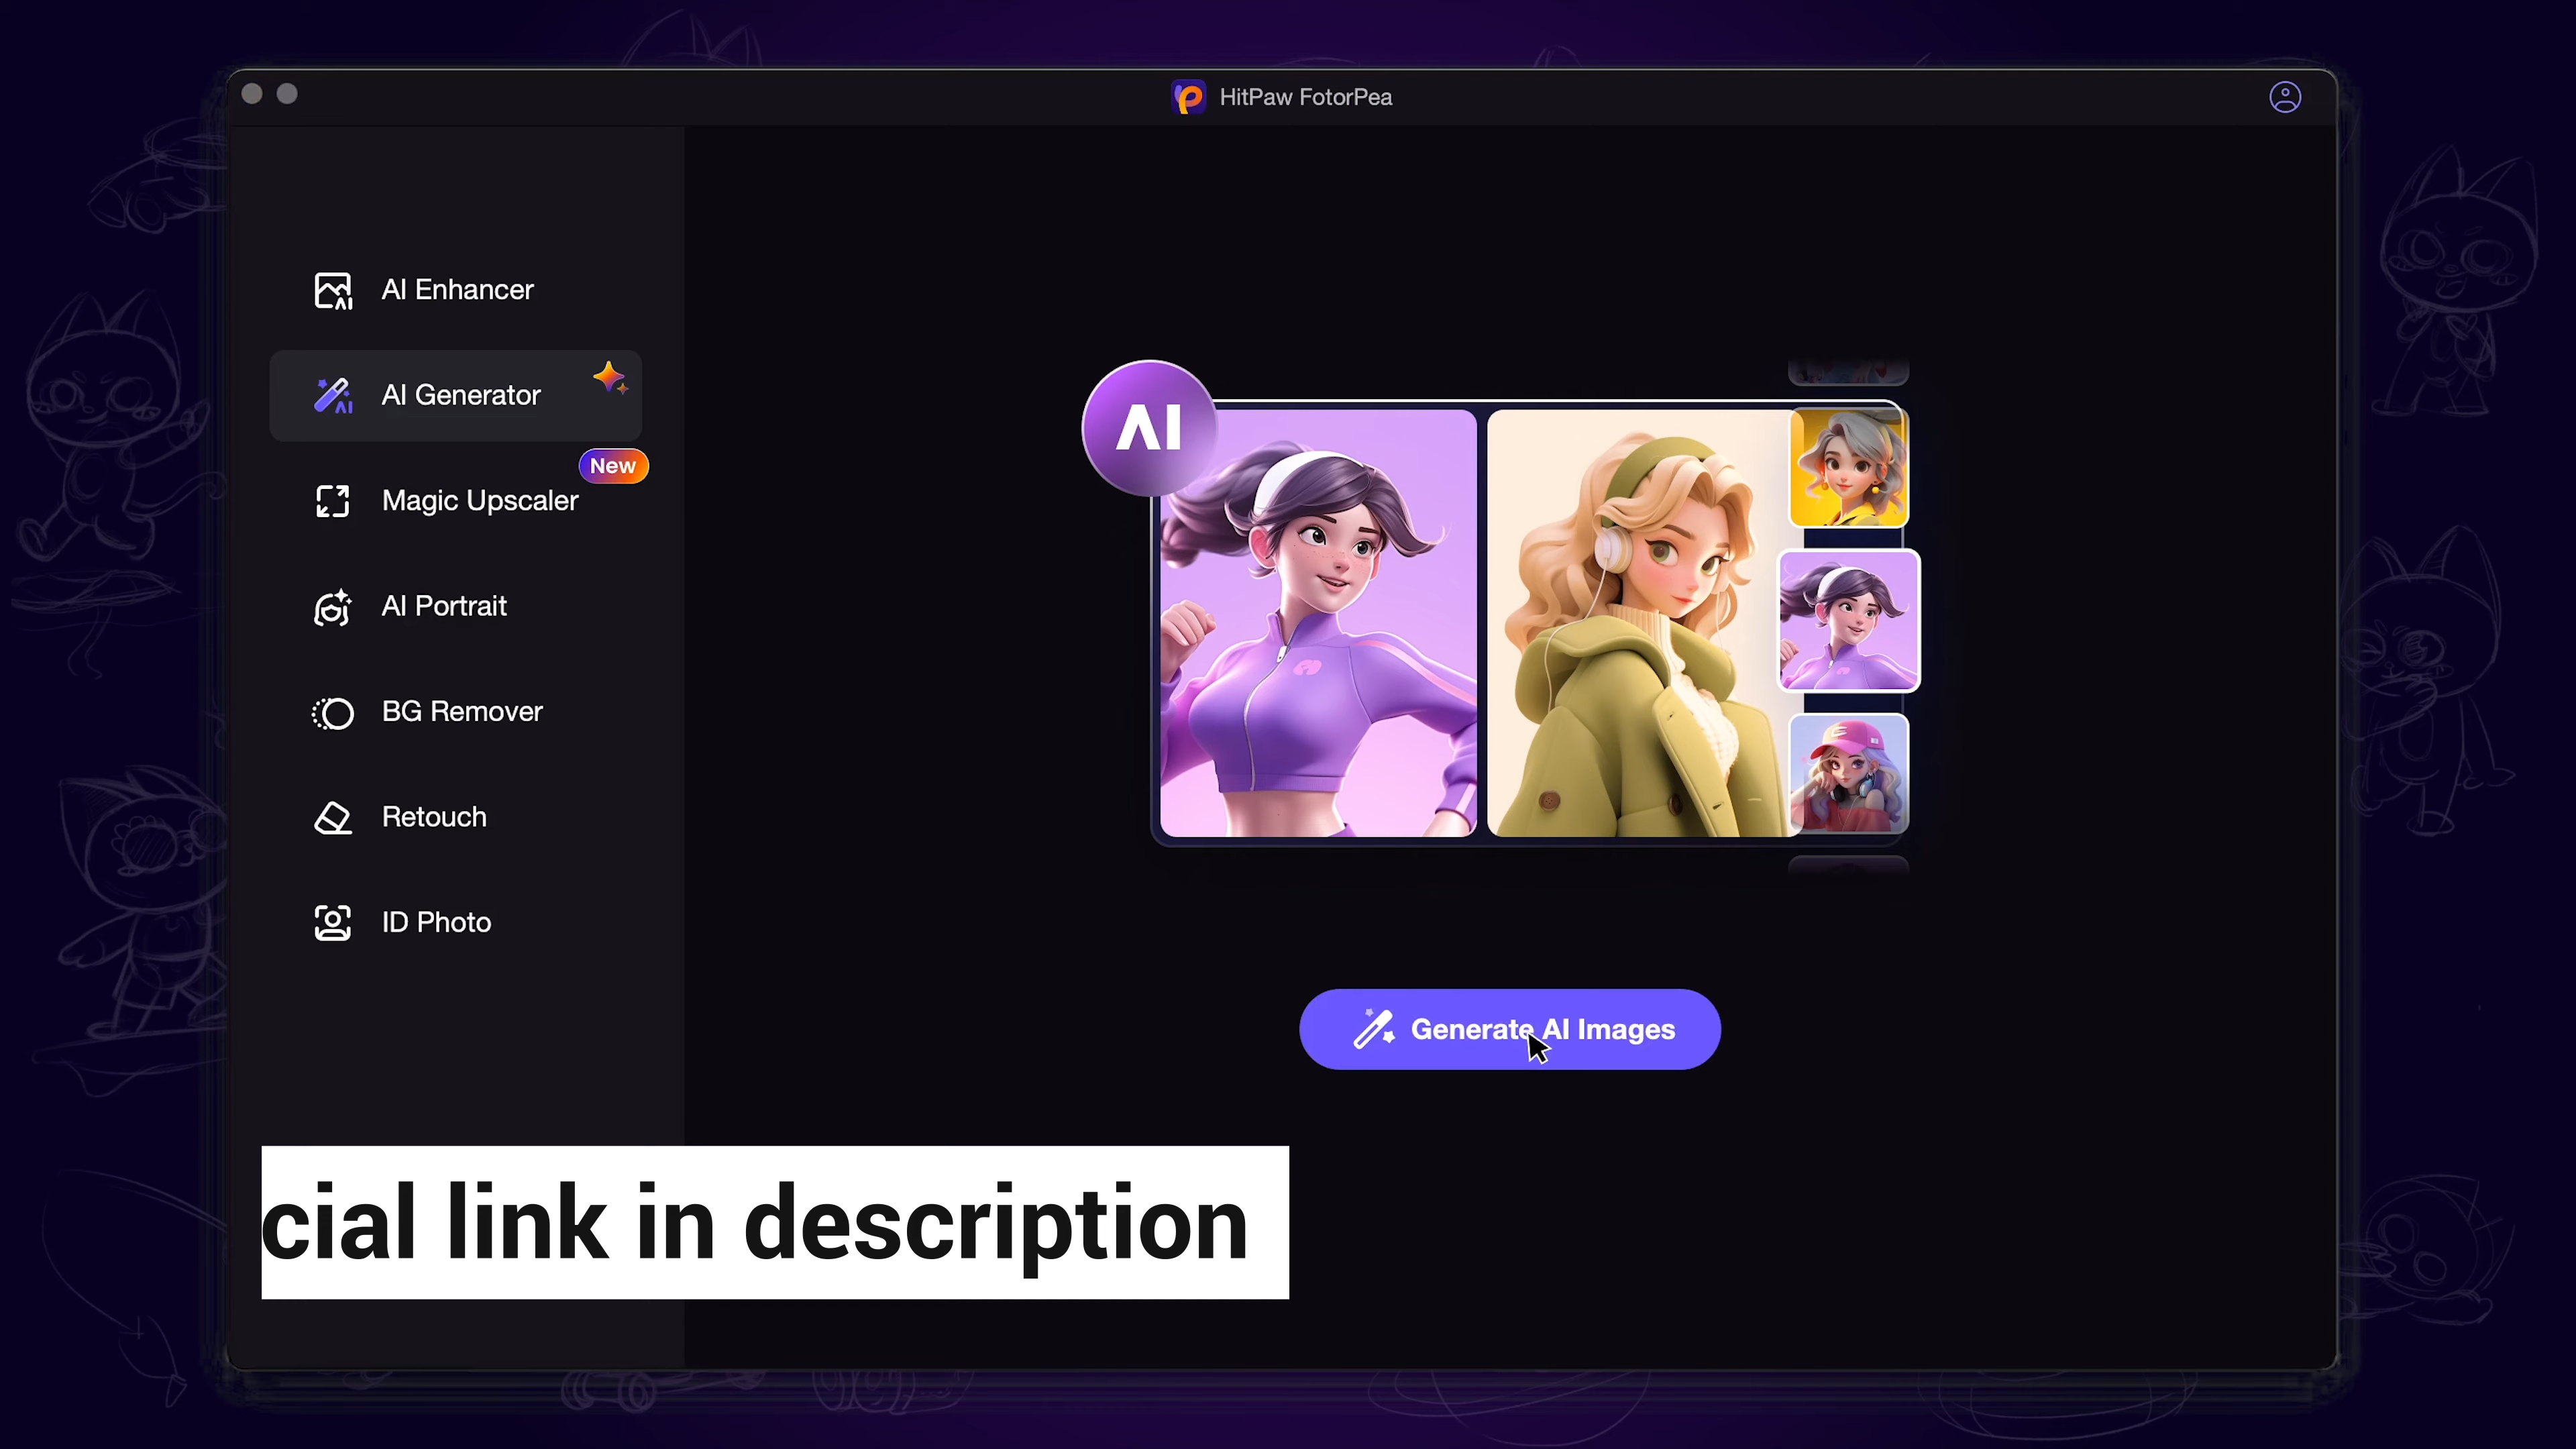 HitPaw FotorPea
AI Enhancer
AI Generator
New
Magic Upscaler
AI Portrait
BG Remover
Retouch
ID Photo
AI
Generate AI Images
cial link in description